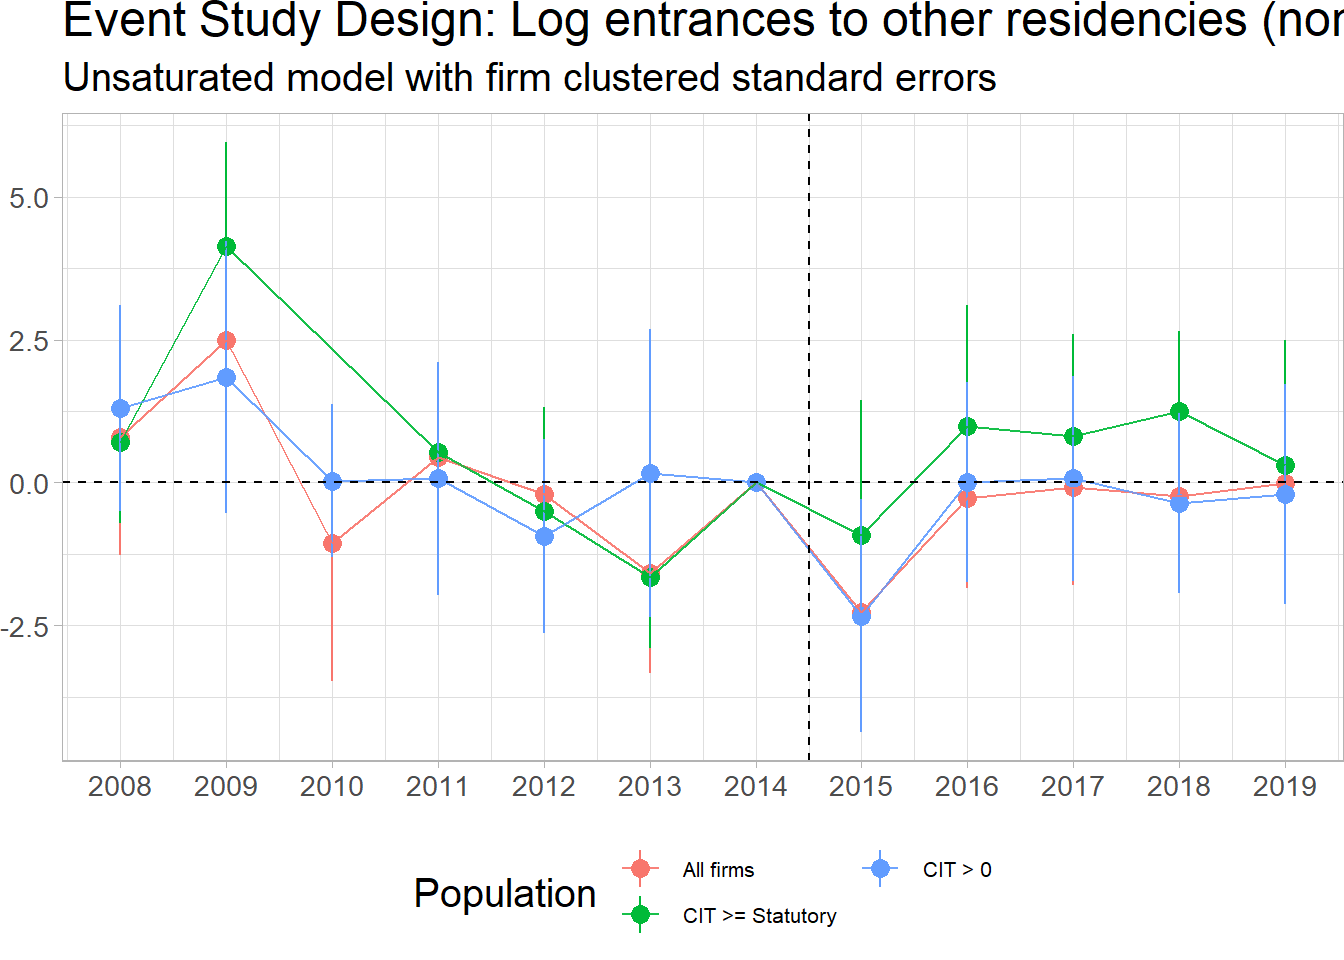 Event Study Design: Log entrances to other residencies
Unsaturated model with firm clustered standard errors
5.0
2.5
0.0
-2.5
2008 2009 2010 2011 2012 2013 2014 2015 2016 2017 2018 2019
Population
All firms
CIT > 0
CIT >= Statutory